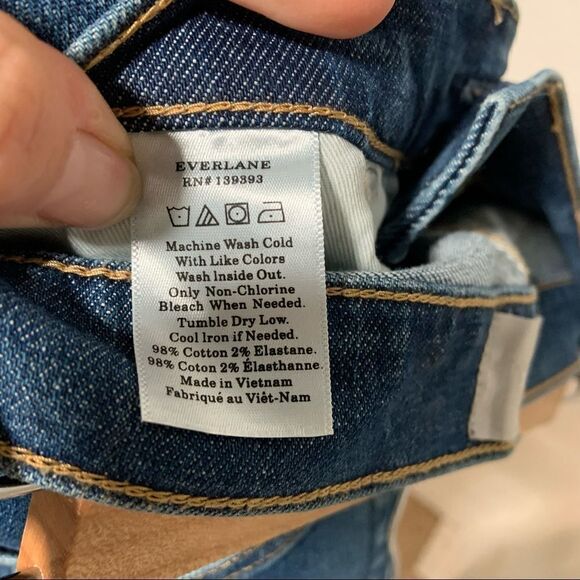 EVERLANE
RN# 139393
Machine Wash Cold
With Like Colors
Wash Inside Out.
Only Non-Chlorine
Bleach When Needed.
Tumble Dry Low.
Cool Iron if Needed.
98% Cotton 2% Elastane.
98% Coton 2% Élasthanne.
Made in Vietnam
Fabriqué au Viêt-Nam